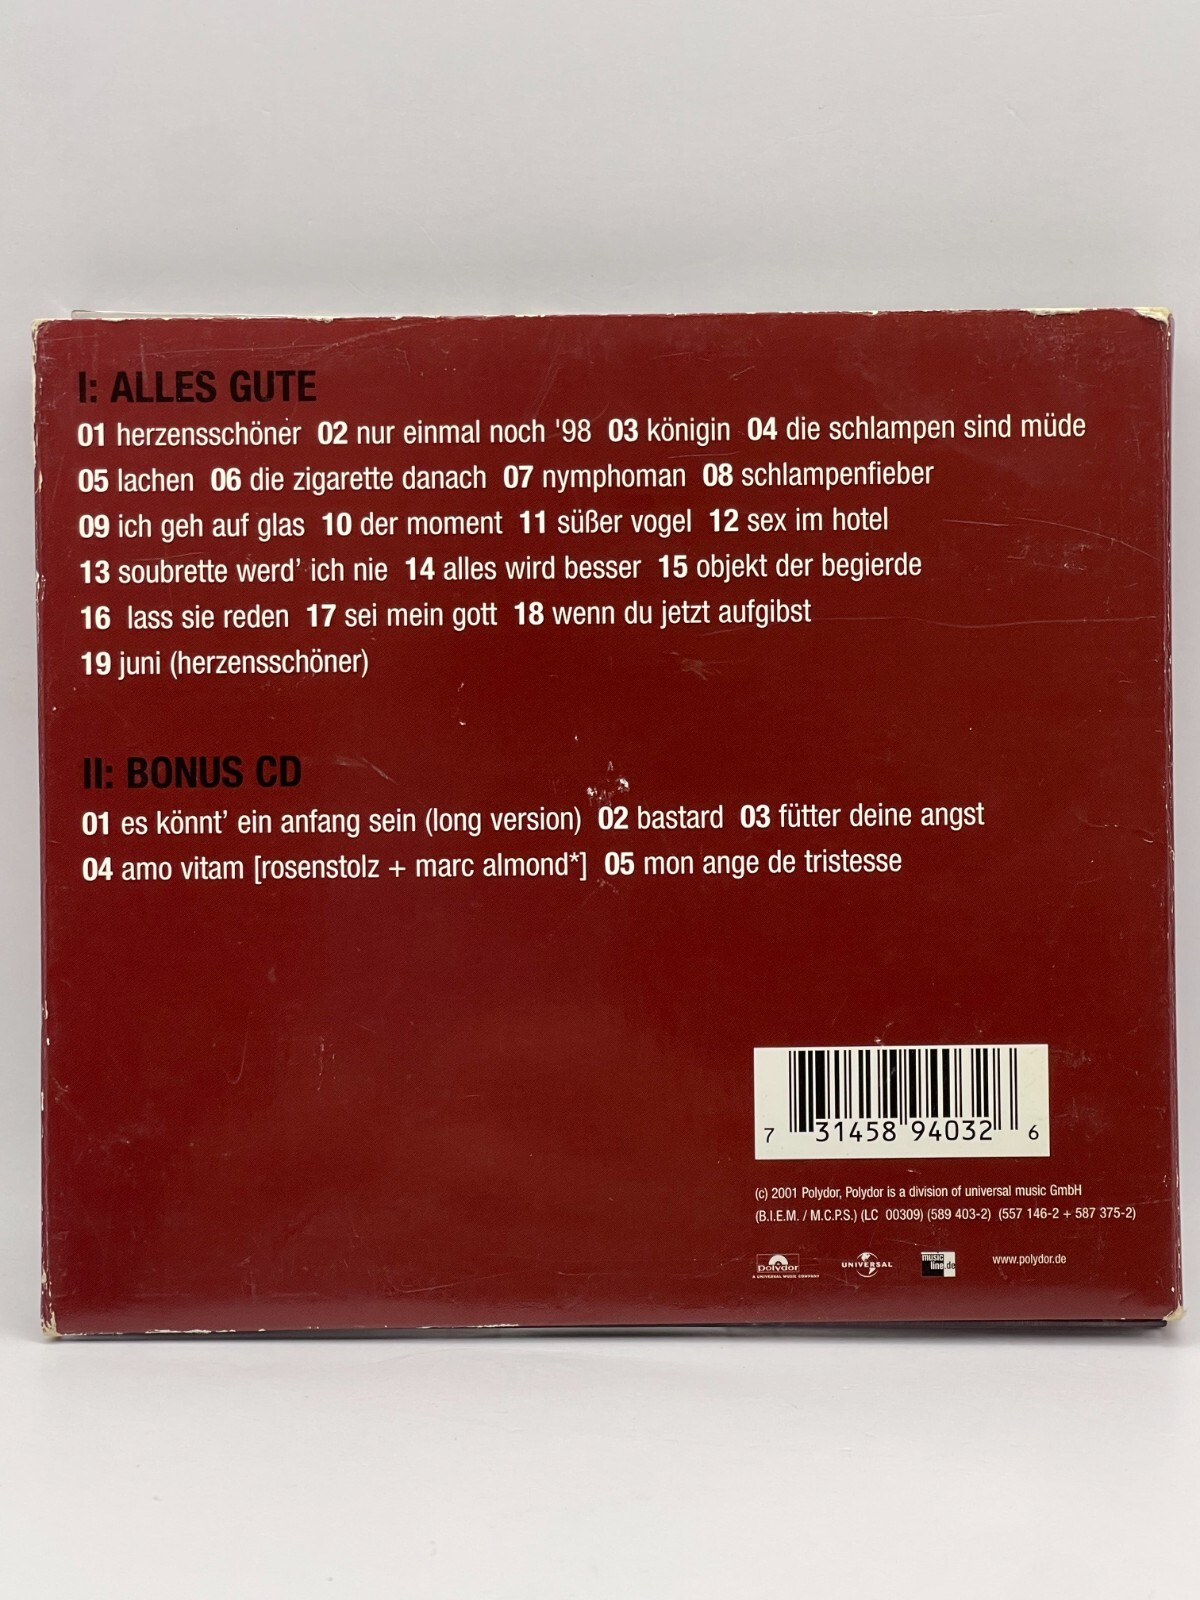 I: ALLES GUTE
01 herzensschöner 02 nur einmal noch '98 03 königin 04 die schlampen sind müde
05 lachen 06 die zigarette danach 07 nymphoman 08 schlampenfieber
09 ich geh auf glas 10 der moment 11 süßer vogel 12 sex im hotel
13 soubrette werd' ich nie 14 alles wird besser 15 objekt der begierde
16 lass sie reden 17 sei mein gott 18 wenn du jetzt aufgibst
19 juni (herzensschöner)
II: BONUS CD
01 es könnt' ein anfang sein (long version) 02 bastard 03 fütter deine angst
04 amo vitam [rosenstolz + marc almond*] 05 mon ange de tristesse
7 31458 94032 6
(c) 2001 Polydor, Polydor is a division of universal music GmbH
(B.I.E.M. / M.C.P.S.) (LC 00309) (589 403-2) (557 146-2 + 587 375-2)
Polydor
A UNIVERSAL MUSIC COMPANY
UNIVERSAL
music
line.de
www.polydor.de